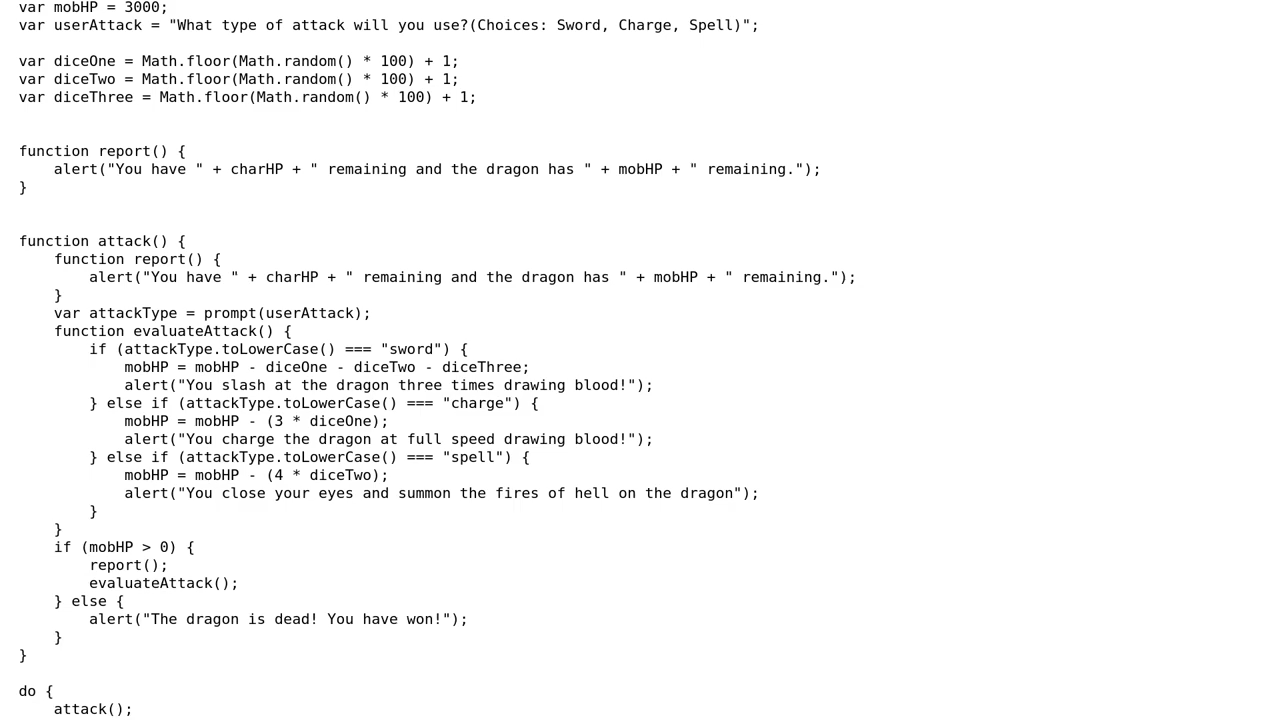 var mobHP = 3000;
var userAttack = "What type of attack will you use?(Choices: Sword, Charge, Spell)";

var diceOne = Math.floor(Math.random() * 100) + 1;
var diceTwo = Math.floor(Math.random() * 100) + 1;
var diceThree = Math.floor(Math.random() * 100) + 1;


function report() {
    alert("You have " + charHP + " remaining and the dragon has " + mobHP + " remaining.");
}


function attack() {
    function report() {
        alert("You have " + charHP + " remaining and the dragon has " + mobHP + " remaining.");
    }
    var attackType = prompt(userAttack);
    function evaluateAttack() {
        if (attackType.toLowerCase() === "sword") {
            mobHP = mobHP - diceOne - diceTwo - diceThree;
            alert("You slash at the dragon three times drawing blood!");
        } else if (attackType.toLowerCase() === "charge") {
            mobHP = mobHP - (3 * diceOne);
            alert("You charge the dragon at full speed drawing blood!");
        } else if (attackType.toLowerCase() === "spell") {
            mobHP = mobHP - (4 * diceTwo);
            alert("You close your eyes and summon the fires of hell on the dragon");
        }
    }
    if (mobHP > 0) {
        report();
        evaluateAttack();
    } else {
        alert("The dragon is dead! You have won!");
    }
}

do {
    attack();